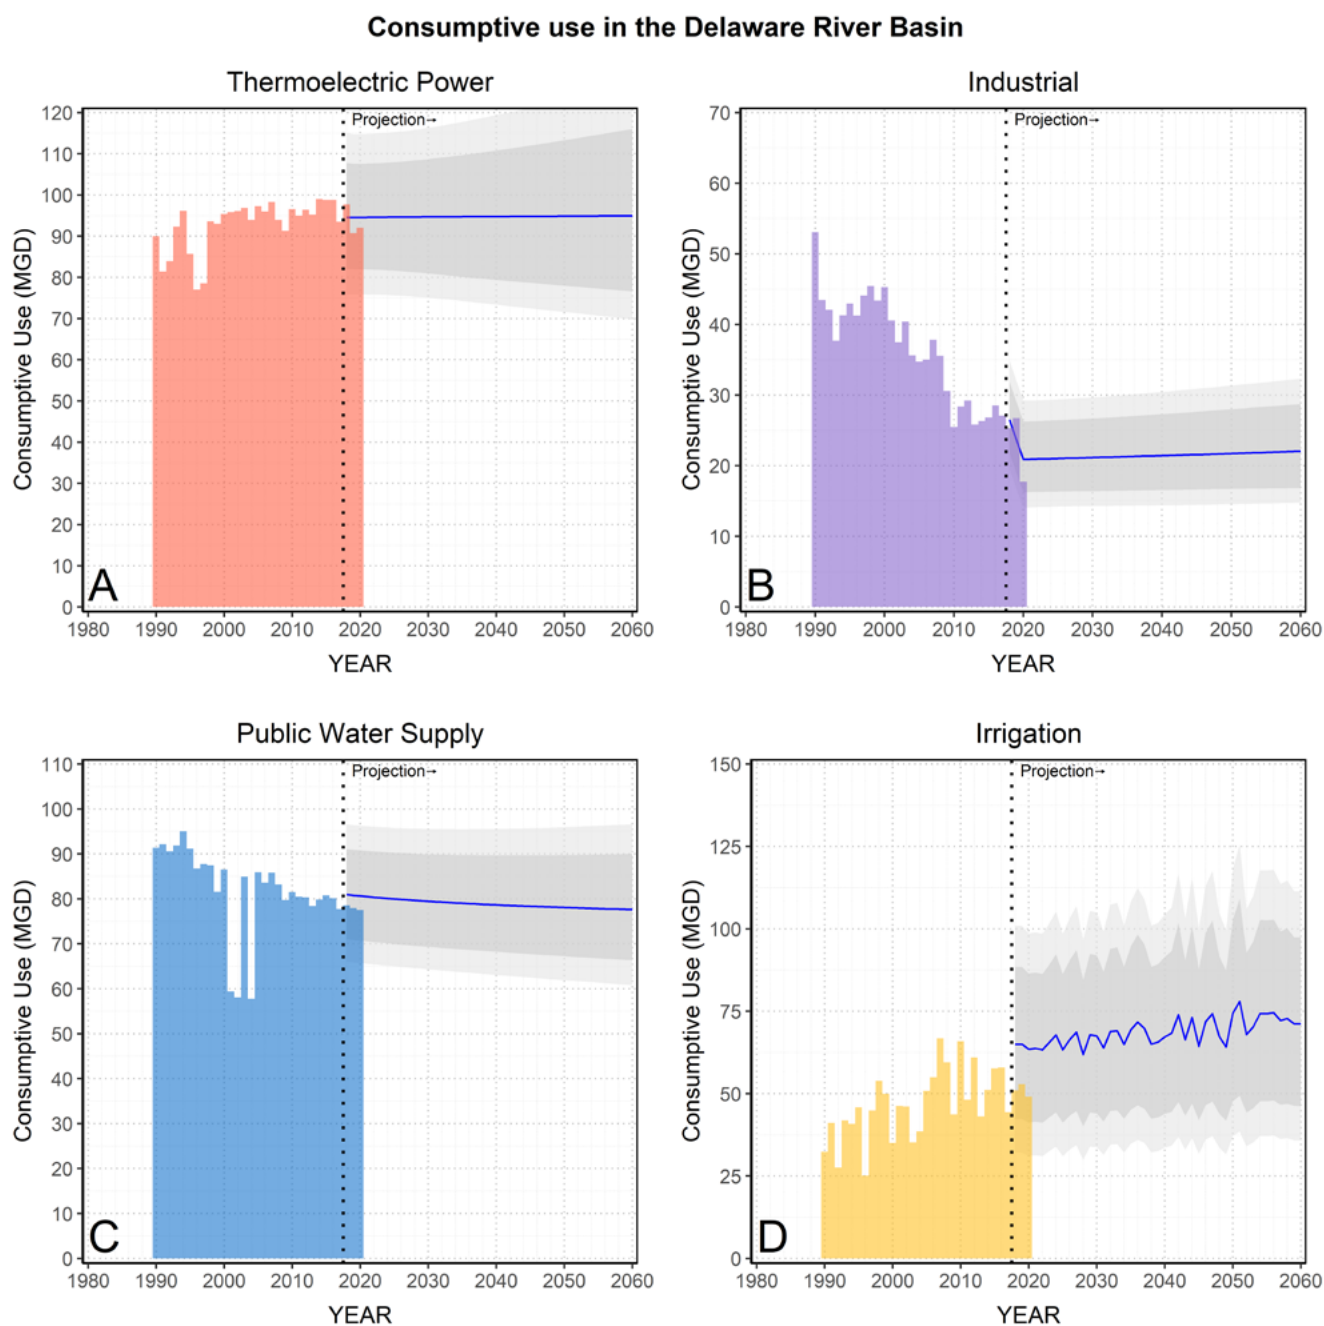 Consumptive use in the Delaware River Basin
Thermoelectric Power
Projection→
120
110
100
90
80
70
60
50
40
30
20
10
0
Consumptive Use (MGD)
A
1980 1990 2000 2010 2020 2030 2040 2050 2060
YEAR
Industrial
Projection→
70
60
50
40
30
20
10
0
Consumptive Use (MGD)
B
1980 1990 2000 2010 2020 2030 2040 2050 2060
YEAR
Public Water Supply
Projection→
110
100
90
80
70
60
50
40
30
20
10
0
Consumptive Use (MGD)
C
1980 1990 2000 2010 2020 2030 2040 2050 2060
YEAR
Irrigation
Projection→
150
125
100
75
50
25
0
Consumptive Use (MGD)
D
1980 1990 2000 2010 2020 2030 2040 2050 2060
YEAR